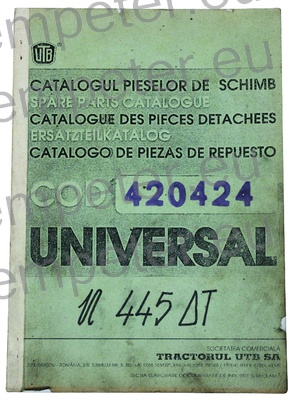 UTB
CATALOGUL PIESELOR DE SCHIMB
SPARE PARTS CATALOGUE
CATALOGUE DES PIECES DETACHEES
ERSATZTEILKATALOG
CATALOGO DE PIEZAS DE REPUESTO
COD 420424
UNIVERSAL
445 DT
SOCIETATEA COMERCIALA
TRACTORUL UTB SA